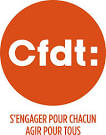 Cfdt:
S'ENGAGER POUR CHACUN
AGIR POUR TOUS